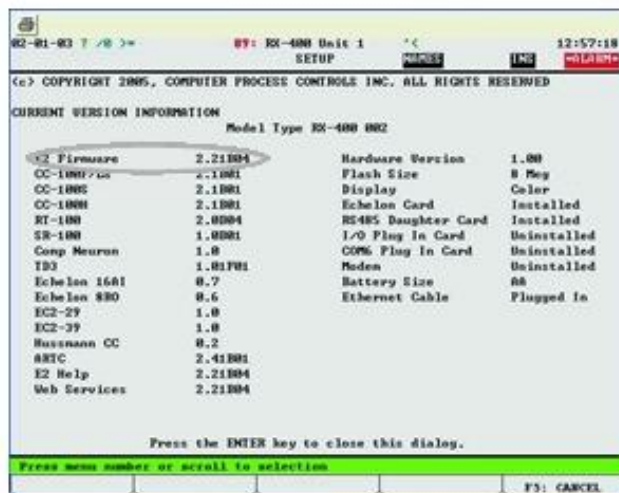 02-01-03 ? /0 >= 09: RX-400 Unit 1 *< 12:57:18
SETUP NAMES *ALARM*
(c) COPYRIGHT 2005, COMPUTER PROCESS CONTROLS INC. ALL RIGHTS RESERVED
CURRENT VERSION INFORMATION
Model Type RX-400 002
E2 Firmware 2.21B04 Hardware Version 1.00
2.1B01 Flash Size 8 Meg
CC-100S 2.1B01 Display Color
CC-100H 2.1B01 Echelon Card Installed
RT-100 2.0B04 RS485 Daughter Card Installed
SR-100 1.0B01 I/O Plug In Card Uninstalled
Comp Neuron 1.0 COM6 Plug In Card Uninstalled
TD3 1.01F01 Modem Uninstalled
Echelon 16AI 0.7 Battery Size AA
Echelon 8RO 0.6 Ethernet Cable Plugged In
EC2-29 1.0
EC2-39 1.0
Hussmann CC 0.2
ARTC 2.41B01
E2 Help 2.21B04
Web Services 2.21B04
Press the ENTER key to close this dialog.
Press menu number or scroll to selection
F5: CANCEL